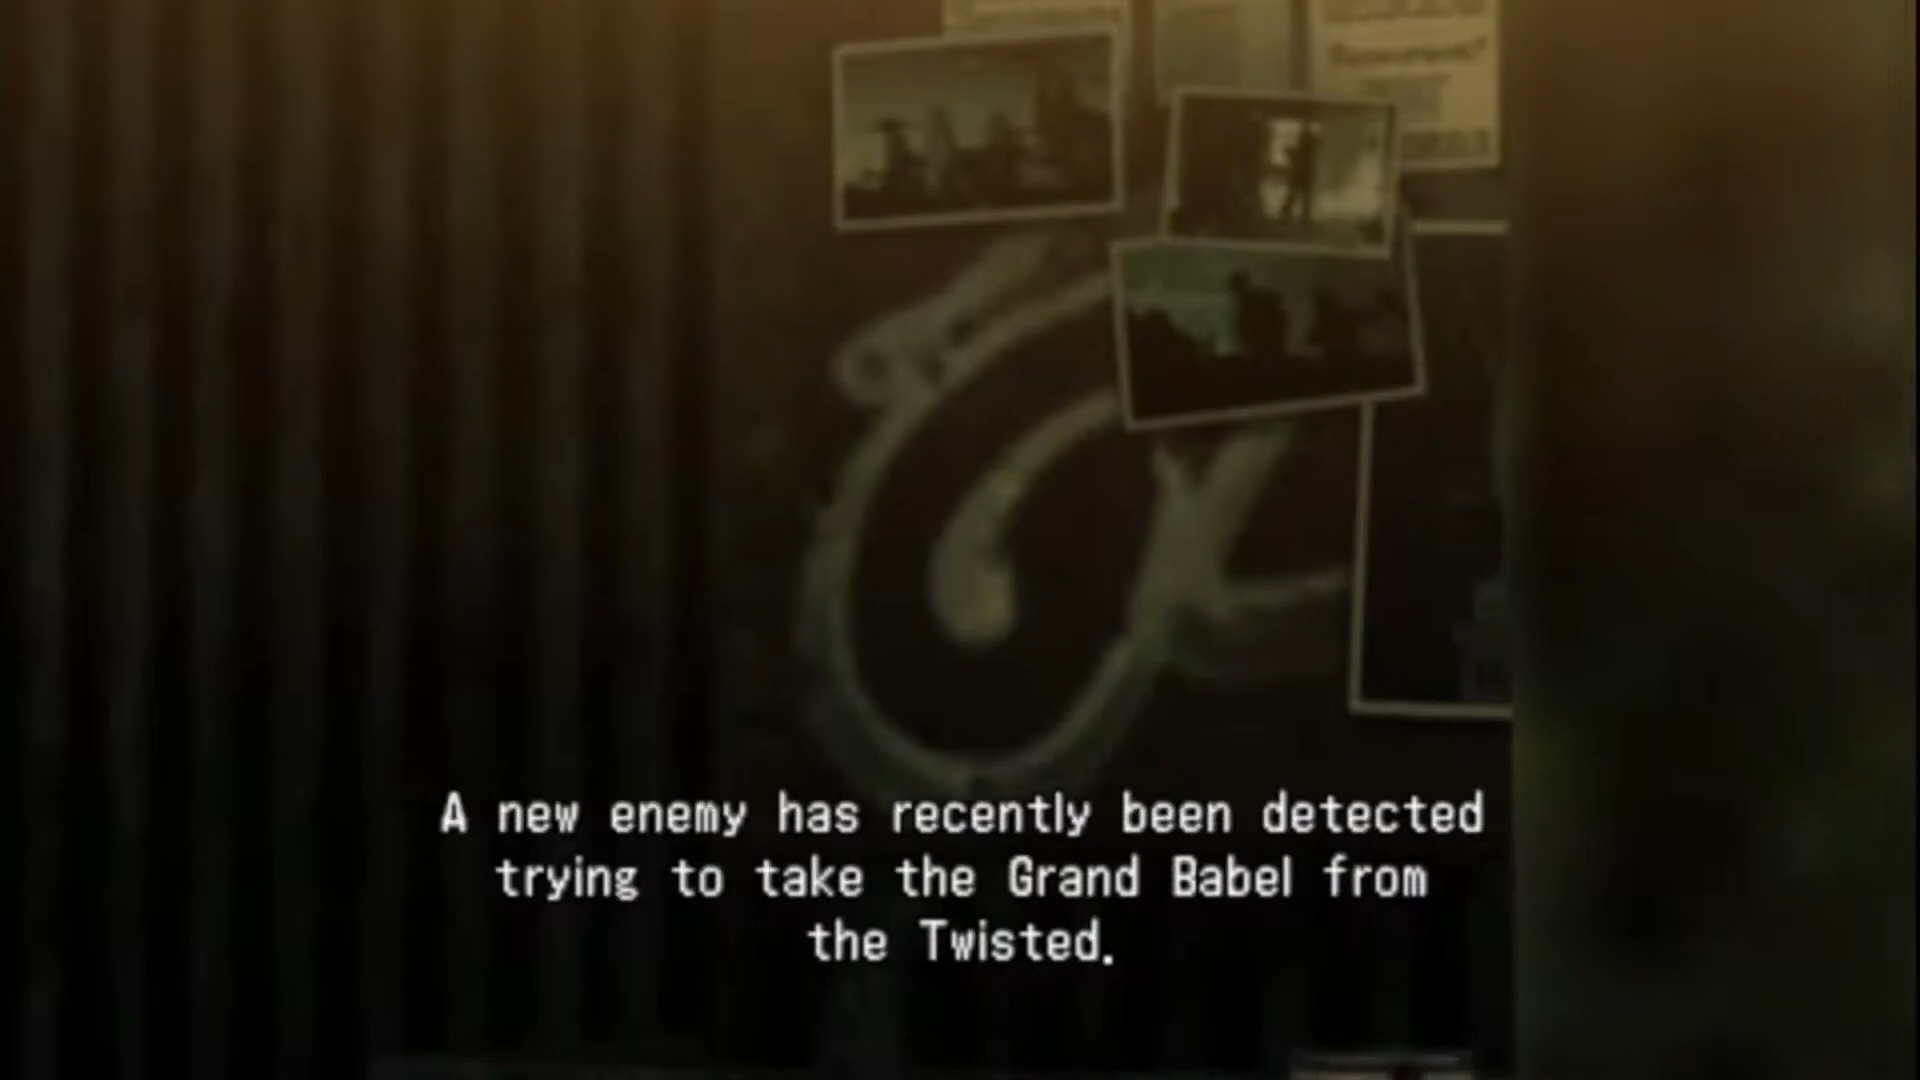 A new enemy has recently been detected
trying to take the Grand Babel from
the Twisted.